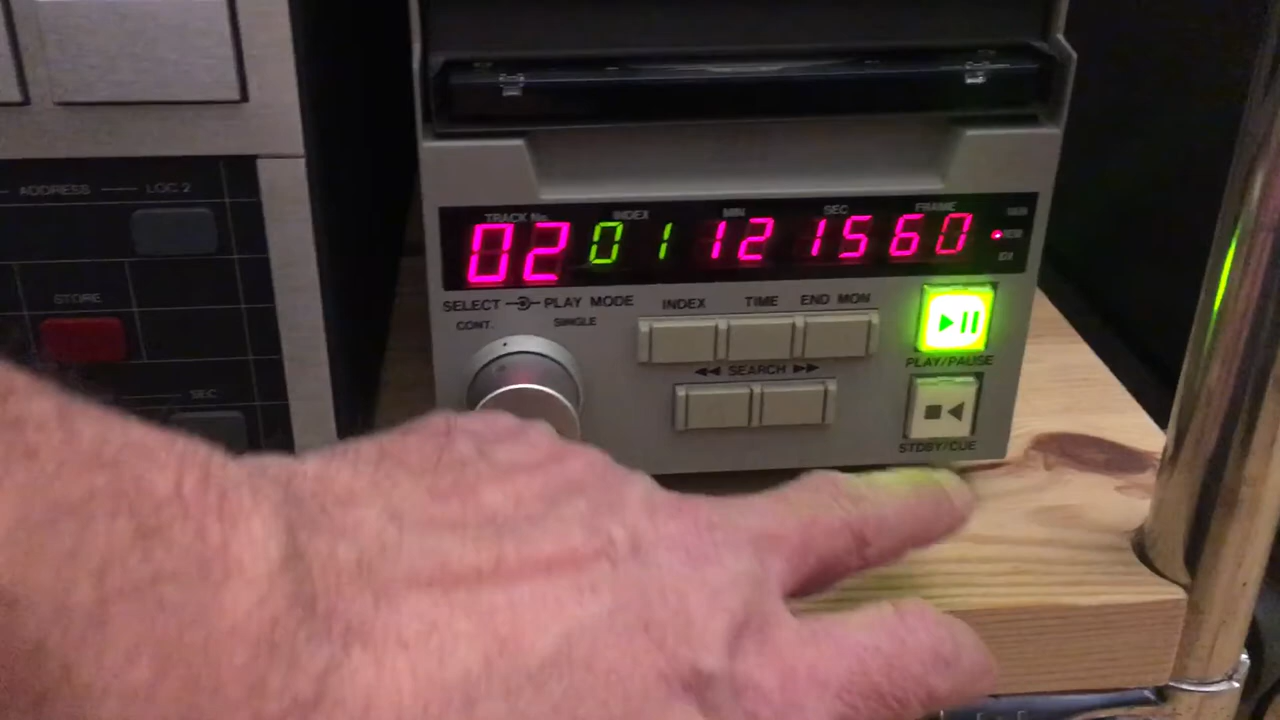 ADDRESS LOC 2
STORE
SEC
TRACK No. INDEX MIN SEC FRAME
02 01 12 15 60
SELECT PLAY MODE
CONT. SINGLE
INDEX TIME END MON
PLAY/PAUSE
SEARCH
STDBY/CUE